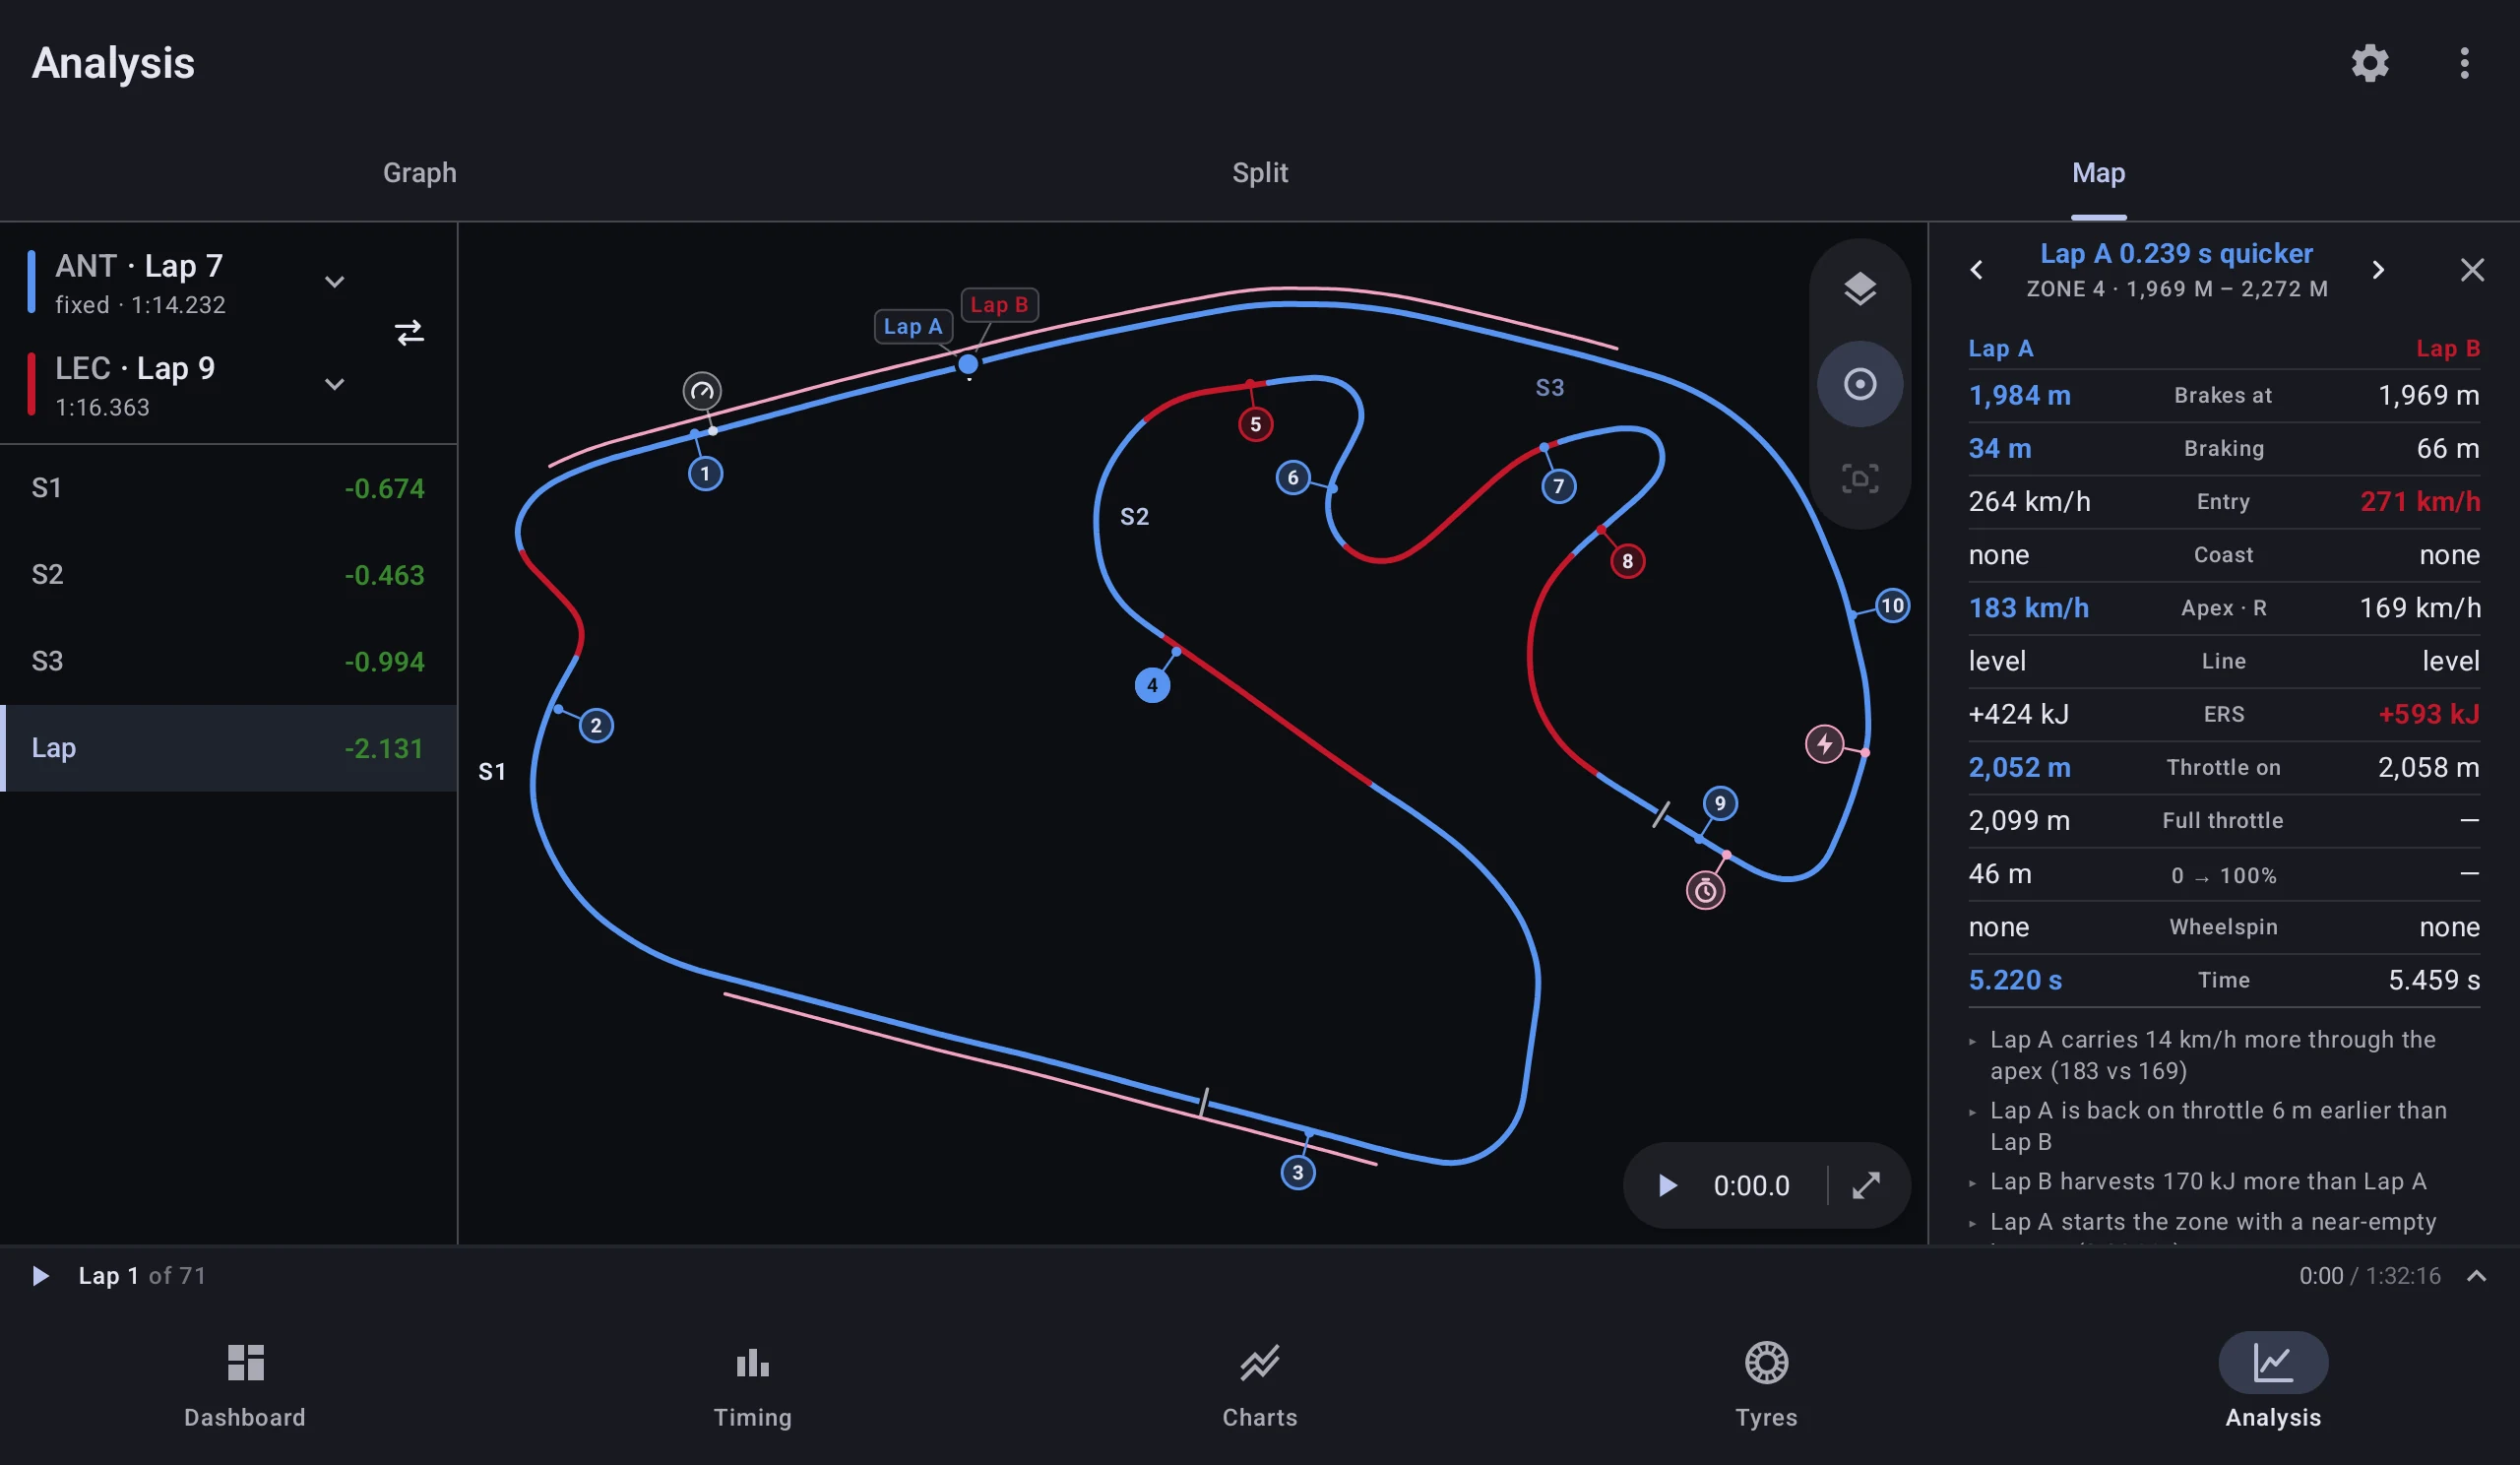 Analysis
Graph
Split
Map
ANT · Lap 7
fixed · 1:14.232
LEC · Lap 9
1:16.363
S1 -0.674
S2 -0.463
S3 -0.994
Lap -2.131
Lap A
Lap B
1
2
3
4
5
6
7
8
9
10
S1
S2
S3
0:00.0
Lap A 0.239 s quicker
ZONE 4 · 1,969 M – 2,272 M
Lap A Lap B
1,984 m Brakes at 1,969 m
34 m Braking 66 m
264 km/h Entry 271 km/h
none Coast none
183 km/h Apex · R 169 km/h
level Line level
+424 kJ ERS +593 kJ
2,052 m Throttle on 2,058 m
2,099 m Full throttle —
46 m 0 → 100% —
none Wheelspin none
5.220 s Time 5.459 s
▸ Lap A carries 14 km/h more through the
apex (183 vs 169)
▸ Lap A is back on throttle 6 m earlier than
Lap B
▸ Lap B harvests 170 kJ more than Lap A
▸ Lap A starts the zone with a near-empty
Lap 1 of 71
0:00 / 1:32:16
Dashboard
Timing
Charts
Tyres
Analysis